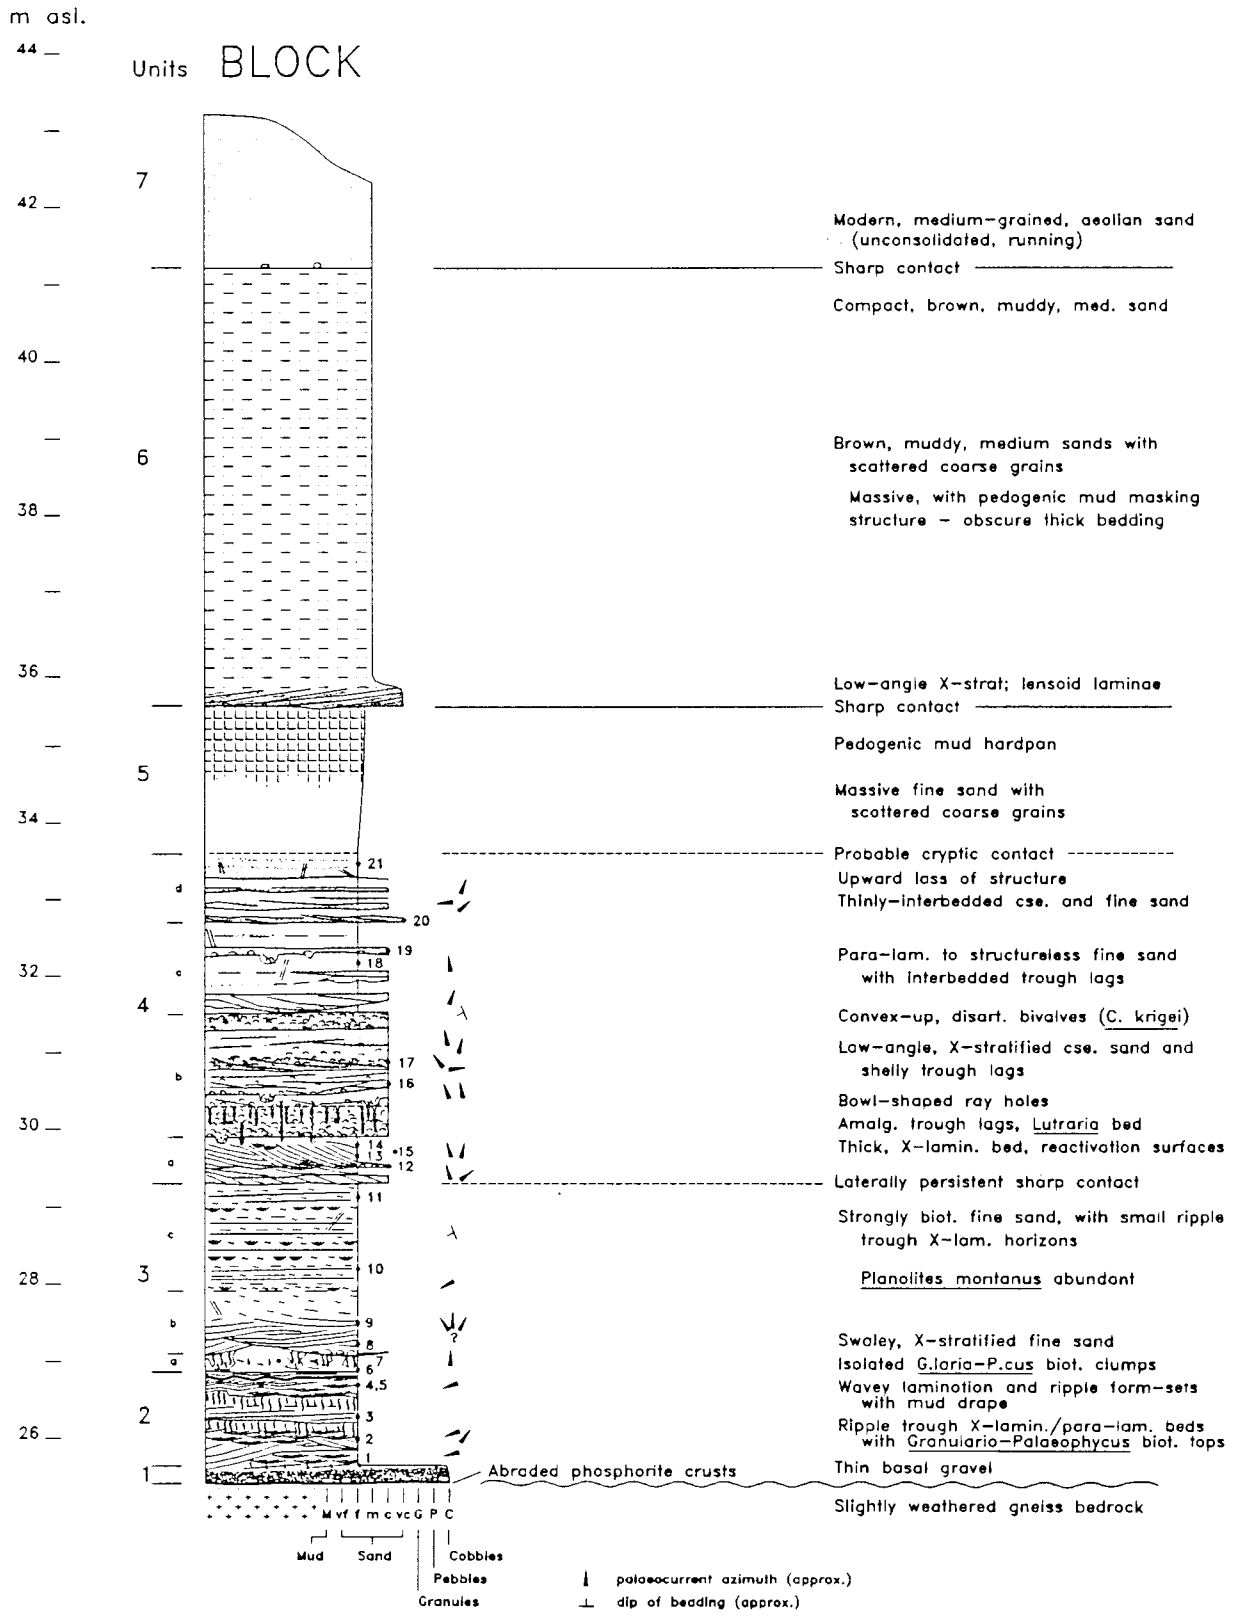 m asl.
44
Units BLOCK
7
42
Modern, medium-grained, aeolian sand
(unconsolidated, running)
Sharp contact
Compact, brown, muddy, med. sand
40
6
Brown, muddy, medium sands with
scattered coarse grains
Massive, with pedogenic mud masking
structure - obscure thick bedding
38
36
Low-angle X-strat; lensoid laminae
Sharp contact
Pedogenic mud hardpan
5
Massive fine sand with
scattered coarse grains
34
Probable cryptic contact
21
Upward loss of structure
d
Thinly-interbedded cse. and fine sand
20
19
18
Para-lam. to structureless fine sand
with interbedded trough lags
32
c
4
Convex-up, disart. bivalves (C. krigei)
Low-angle, X-stratified cse. sand and
shelly trough lags
17
b
16
Bowl-shaped ray holes
Amalg. trough lags, Lutraria bed
30
Thick, X-lamin. bed, reactivation surfaces
14
13 15
a
12
Laterally persistent sharp contact
11
Strongly biot. fine sand, with small ripple
trough X-lam. horizons
c
10
Planolites montanus abundant
28
3
9
b
?
8
Swaley, X-stratified fine sand
a
7
Isolated G.laria-P.cus biot. clumps
6
4,5
Wavey lamination and ripple form-sets
with mud drape
2
3
Ripple trough X-lamin./para-lam. beds
with Granulario-Palaeophycus biot. tops
26
2
1
1
Abraded phosphorite crusts
Thin basal gravel
Slightly weathered gneiss bedrock
M vf f m c vc G P C
Mud Sand Cobbles
Pebbles
Granules
palaeocurrent azimuth (approx.)
dip of bedding (approx.)